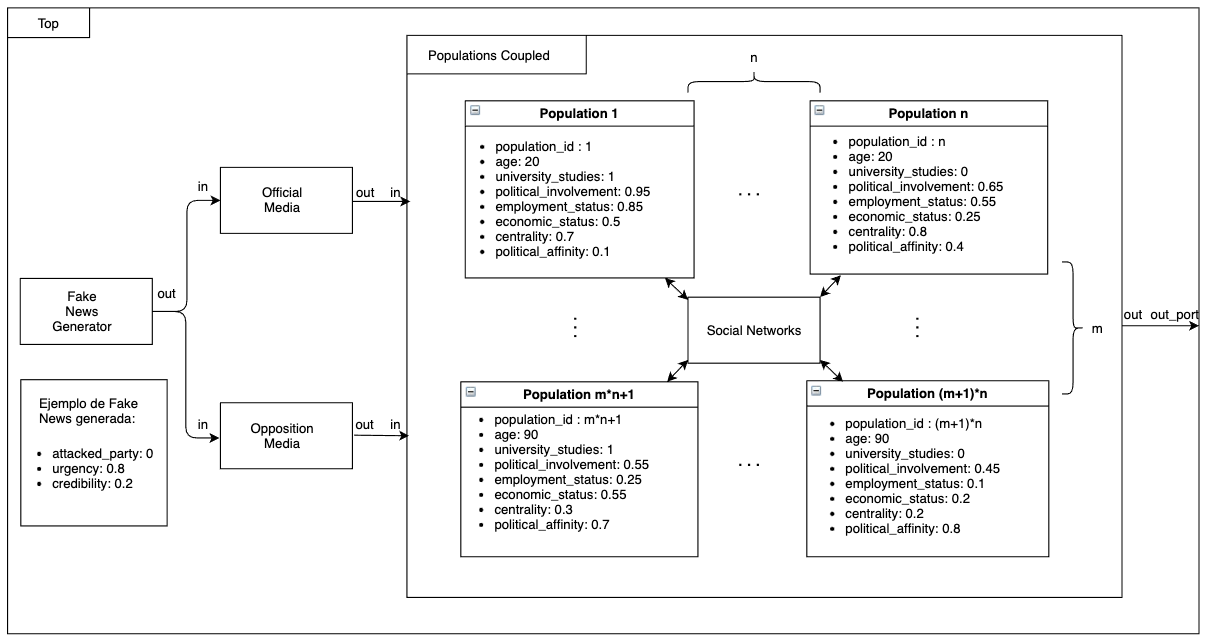 Top
Populations Coupled
n
Population 1
• population_id : 1
• age: 20
• university_studies: 1
• political_involvement: 0.95
• employment_status: 0.85
• economic_status: 0.5
• centrality: 0.7
• political_affinity: 0.1
. . .
Population n
• population_id : n
• age: 20
• university_studies: 0
• political_involvement: 0.65
• employment_status: 0.55
• economic_status: 0.25
• centrality: 0.8
• political_affinity: 0.4
in
Official
Media
out in
Fake
News
Generator
out
Social Networks
m
out out_port
Ejemplo de Fake
News generada:
• attacked_party: 0
• urgency: 0.8
• credibility: 0.2
in
Opposition
Media
out in
Population m*n+1
• population_id : m*n+1
• age: 90
• university_studies: 1
• political_involvement: 0.55
• employment_status: 0.25
• economic_status: 0.55
• centrality: 0.3
• political_affinity: 0.7
. . .
Population (m+1)*n
• population_id : (m+1)*n
• age: 90
• university_studies: 0
• political_involvement: 0.45
• employment_status: 0.1
• economic_status: 0.2
• centrality: 0.2
• political_affinity: 0.8